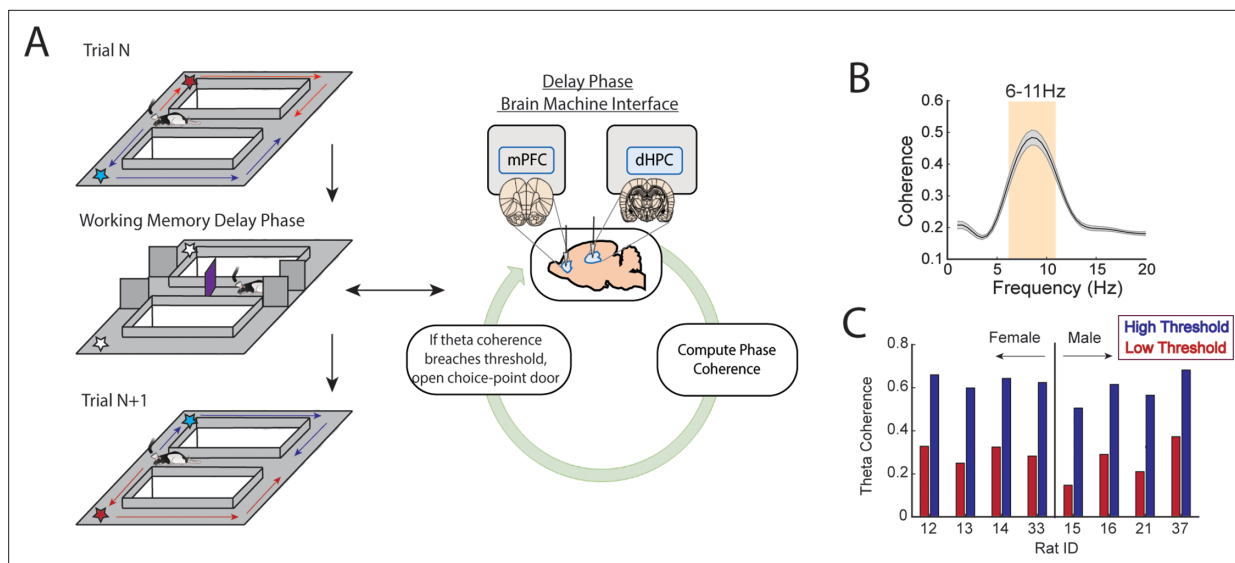 A
Trial N
Working Memory Delay Phase
Trial N+1
Delay Phase
Brain Machine Interface
mPFC
dHPC
If theta coherence
breaches threshold,
open choice-point door
Compute Phase
Coherence
B
6-11Hz
0.6
0.5
0.4
0.3
0.2
0.1
Coherence
0
5
10
15
20
Frequency (Hz)
C
High Threshold
Low Threshold
Female
Male
0.8
0.6
0.4
0.2
0
Theta Coherence
12 13 14 33 15 16 21 37
Rat ID